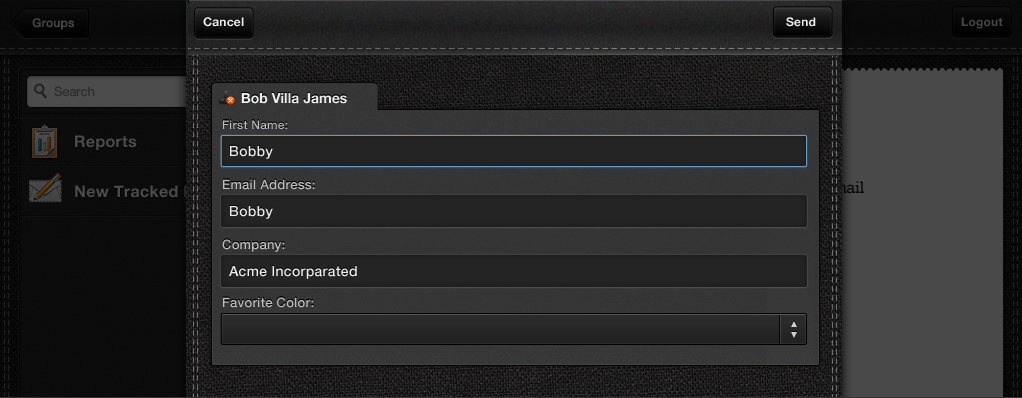 Groups
Cancel
Send
Logout
Search
Reports
New Tracked
Bob Villa James
First Name:
Bobby
Email Address:
Bobby
Company:
Acme Incorparated
Favorite Color: